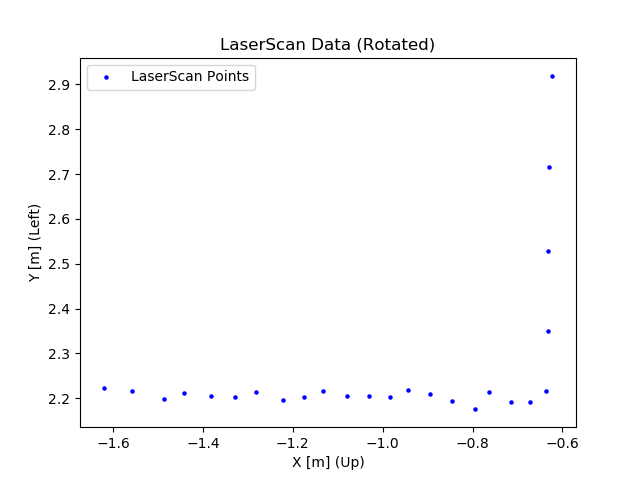 LaserScan Data (Rotated)
LaserScan Points
Y [m] (Left)
2.9
2.8
2.7
2.6
2.5
2.4
2.3
2.2
−1.6 −1.4 −1.2 −1.0 −0.8 −0.6
X [m] (Up)